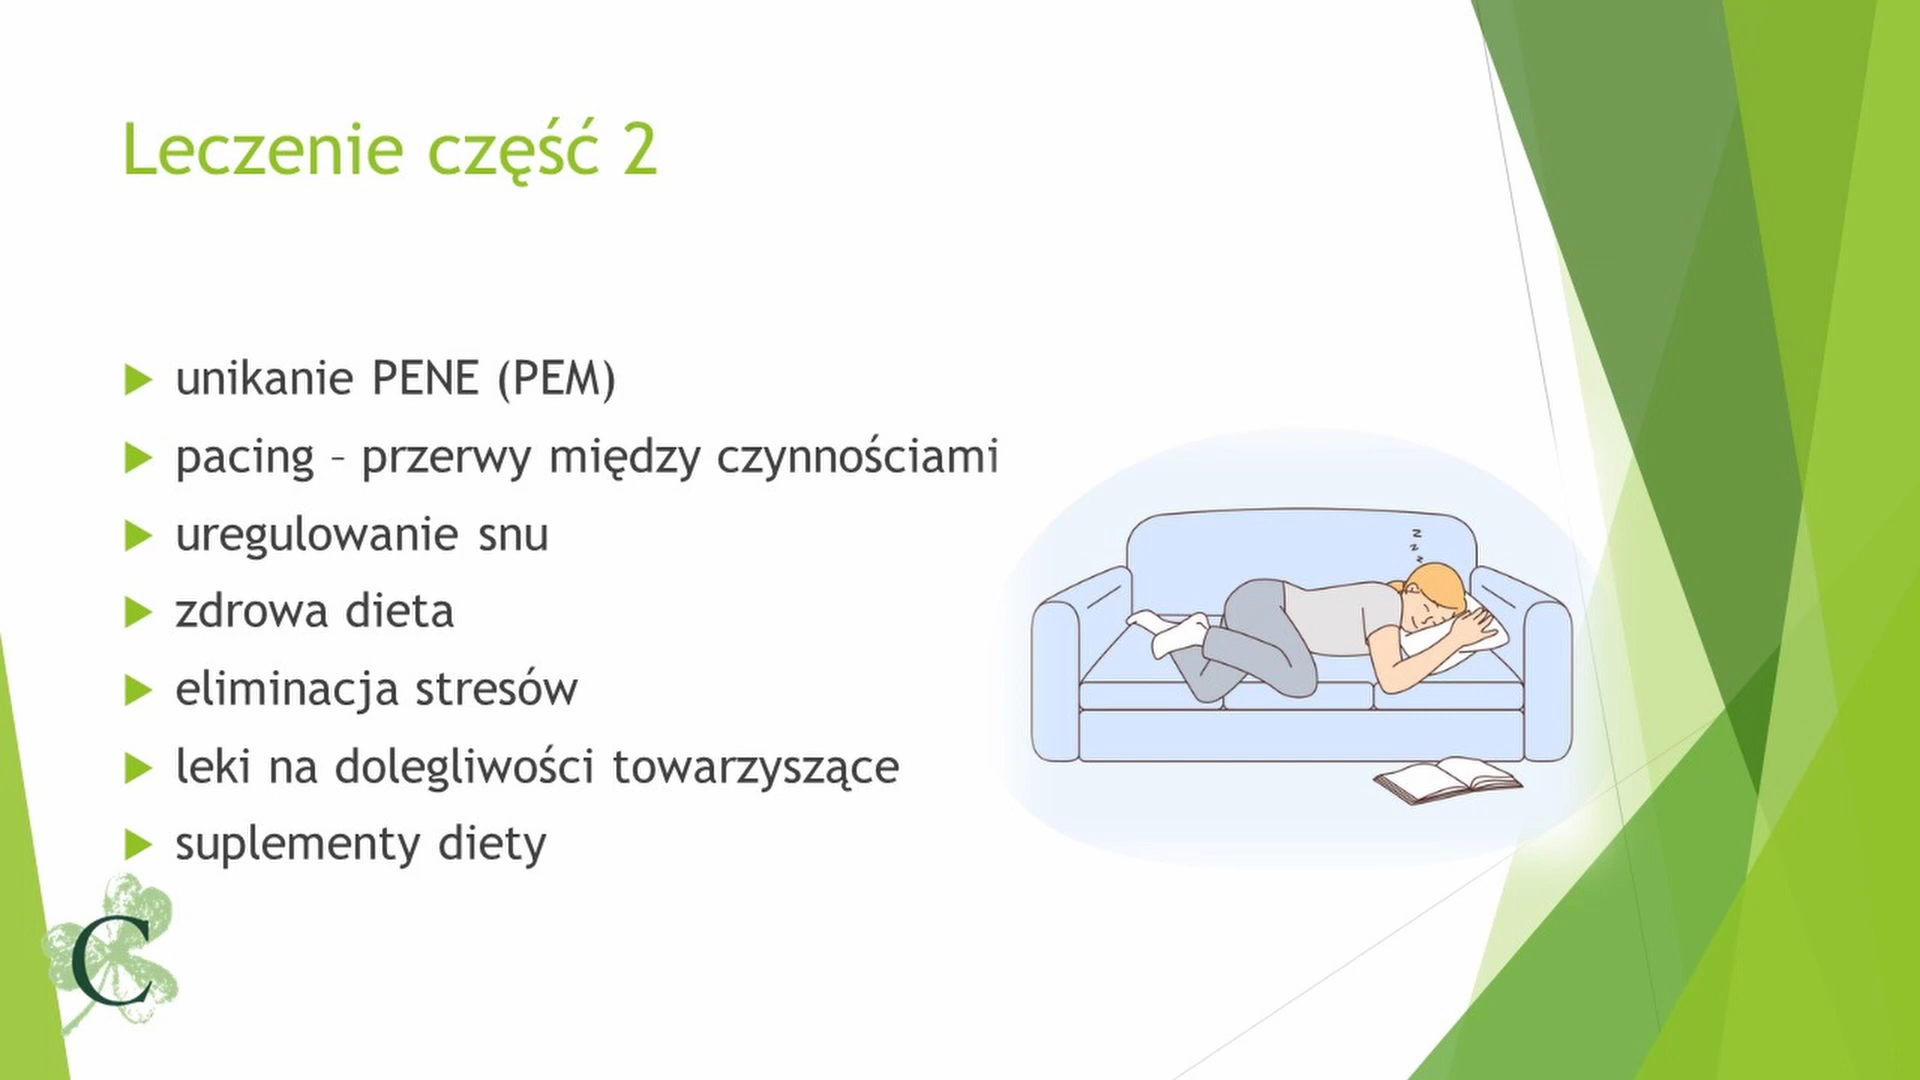 Leczenie część 2
unikanie PENE (PEM)
pacing – przerwy między czynnościami
uregulowanie snu
zdrowa dieta
eliminacja stresów
leki na dolegliwości towarzyszące
suplementy diety
z
z
z
C